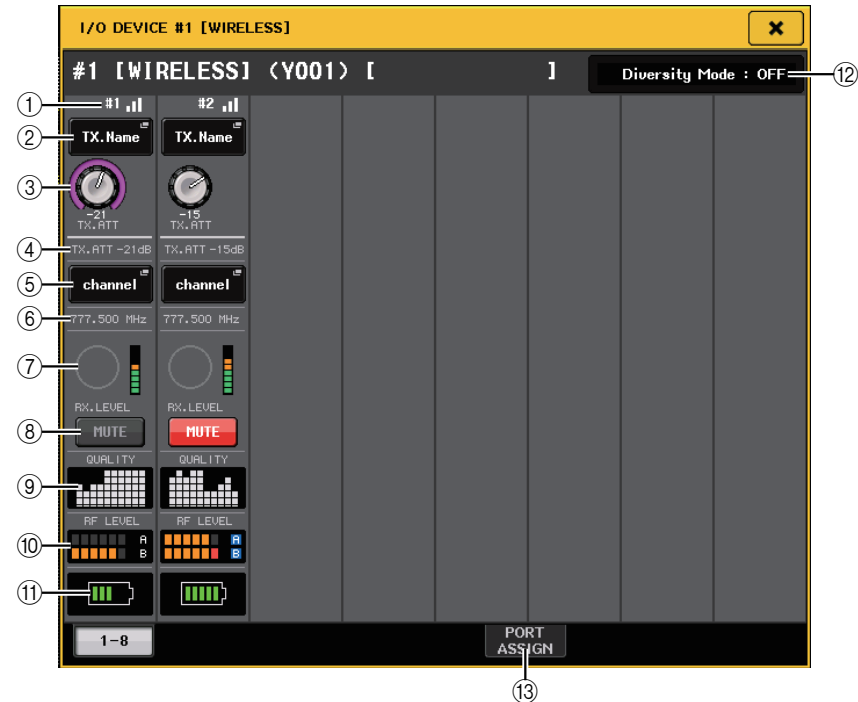 I/O DEVICE #1 [WIRELESS]
#1 [WIRELESS] (Y001) [ ]
Diversity Mode : OFF
⑫
① #1 #2
② TX.Name TX.Name
③
-21 -15
TX.ATT TX.ATT
④ TX.ATT -21dB TX.ATT -15dB
⑤ channel channel
⑥ 777.500 MHz 777.500 MHz
⑦
RX.LEVEL RX.LEVEL
⑧ MUTE MUTE
QUALITY QUALITY
⑨
RF LEVEL RF LEVEL
⑩ A A
B B
⑪
1-8
PORT
ASSIGN
⑬